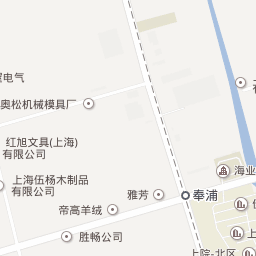 电气
奥松机械模具厂
红旭文具(上海)
有限公司
海业
上海伍杨木制品
有限公司
雅芳
奉浦
帝高羊绒
胜畅公司
上院-北区